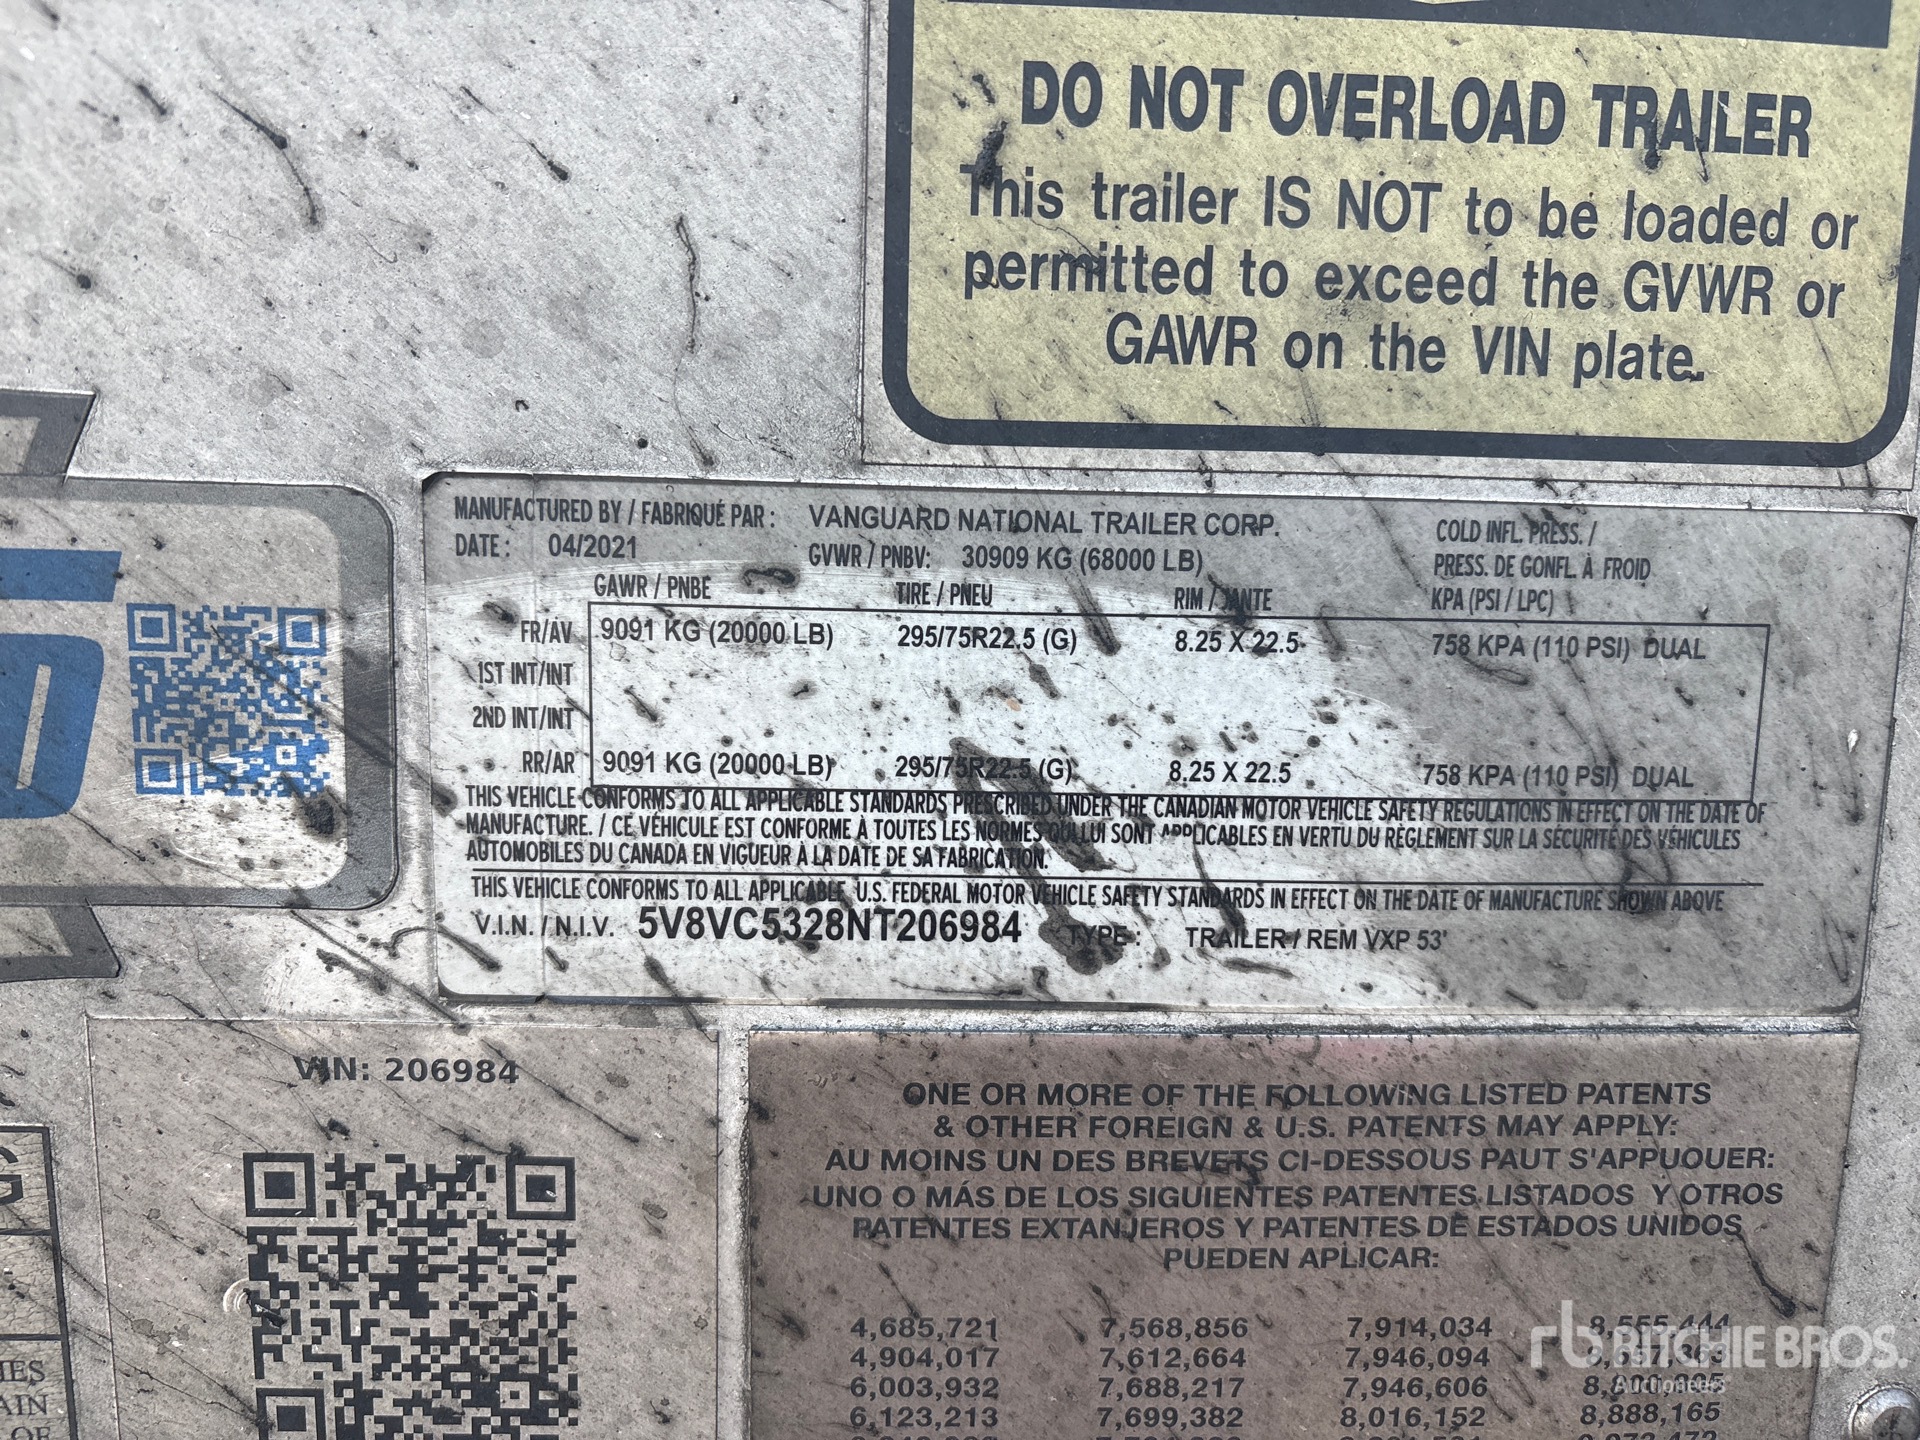 DO NOT OVERLOAD TRAILER
This trailer IS NOT to be loaded or
permitted to exceed the GVWR or
GAWR on the VIN plate.
MANUFACTURED BY / FABRIQUÉ PAR : VANGUARD NATIONAL TRAILER CORP.
DATE : 04/2021 GVWR / PNBV: 30909 KG (68000 LB)
COLD INFL. PRESS. /
PRESS. DE GONFL. À FROID
KPA (PSI / LPC)
GAWR / PNBE TIRE / PNEU RIM / JANTE
FR/AV 9091 KG (20000 LB) 295/75R22.5 (G) 8.25 X 22.5 758 KPA (110 PSI) DUAL
1ST INT/INT
2ND INT/INT
RR/AR 9091 KG (20000 LB) 295/75R22.5 (G) 8.25 X 22.5 758 KPA (110 PSI) DUAL
THIS VEHICLE CONFORMS TO ALL APPLICABLE STANDARDS PRESCRIBED UNDER THE CANADIAN MOTOR VEHICLE SAFETY REGULATIONS IN EFFECT ON THE DATE OF
MANUFACTURE. / CE VÉHICULE EST CONFORME À TOUTES LES NORMES QUI LUI SONT APPLICABLES EN VERTU DU RÈGLEMENT SUR LA SÉCURITÉ DES VÉHICULES
AUTOMOBILES DU CANADA EN VIGUEUR À LA DATE DE SA FABRICATION.
THIS VEHICLE CONFORMS TO ALL APPLICABLE U.S. FEDERAL MOTOR VEHICLE SAFETY STANDARDS IN EFFECT ON THE DATE OF MANUFACTURE SHOWN ABOVE
V.I.N. / N.I.V. 5V8VC5328NT206984 TYPE : TRAILER / REM VXP 53'
VIN: 206984
ONE OR MORE OF THE FOLLOWING LISTED PATENTS
& OTHER FOREIGN & U.S. PATENTS MAY APPLY:
AU MOINS UN DES BREVETS CI-DESSOUS PAUT S'APPUOUER:
UNO O MÁS DE LOS SIGUIENTES PATENTES LISTADOS Y OTROS
PATENTES EXTANJEROS Y PATENTES DE ESTADOS UNIDOS
PUEDEN APLICAR:
4,685,721 7,568,856 7,914,034 8,555,444
4,904,017 7,612,664 7,946,094
6,003,932 7,688,217 7,946,606
6,123,213 7,699,382 8,016,152 8,888,165
RITCHIE BROS.
Auctioneers